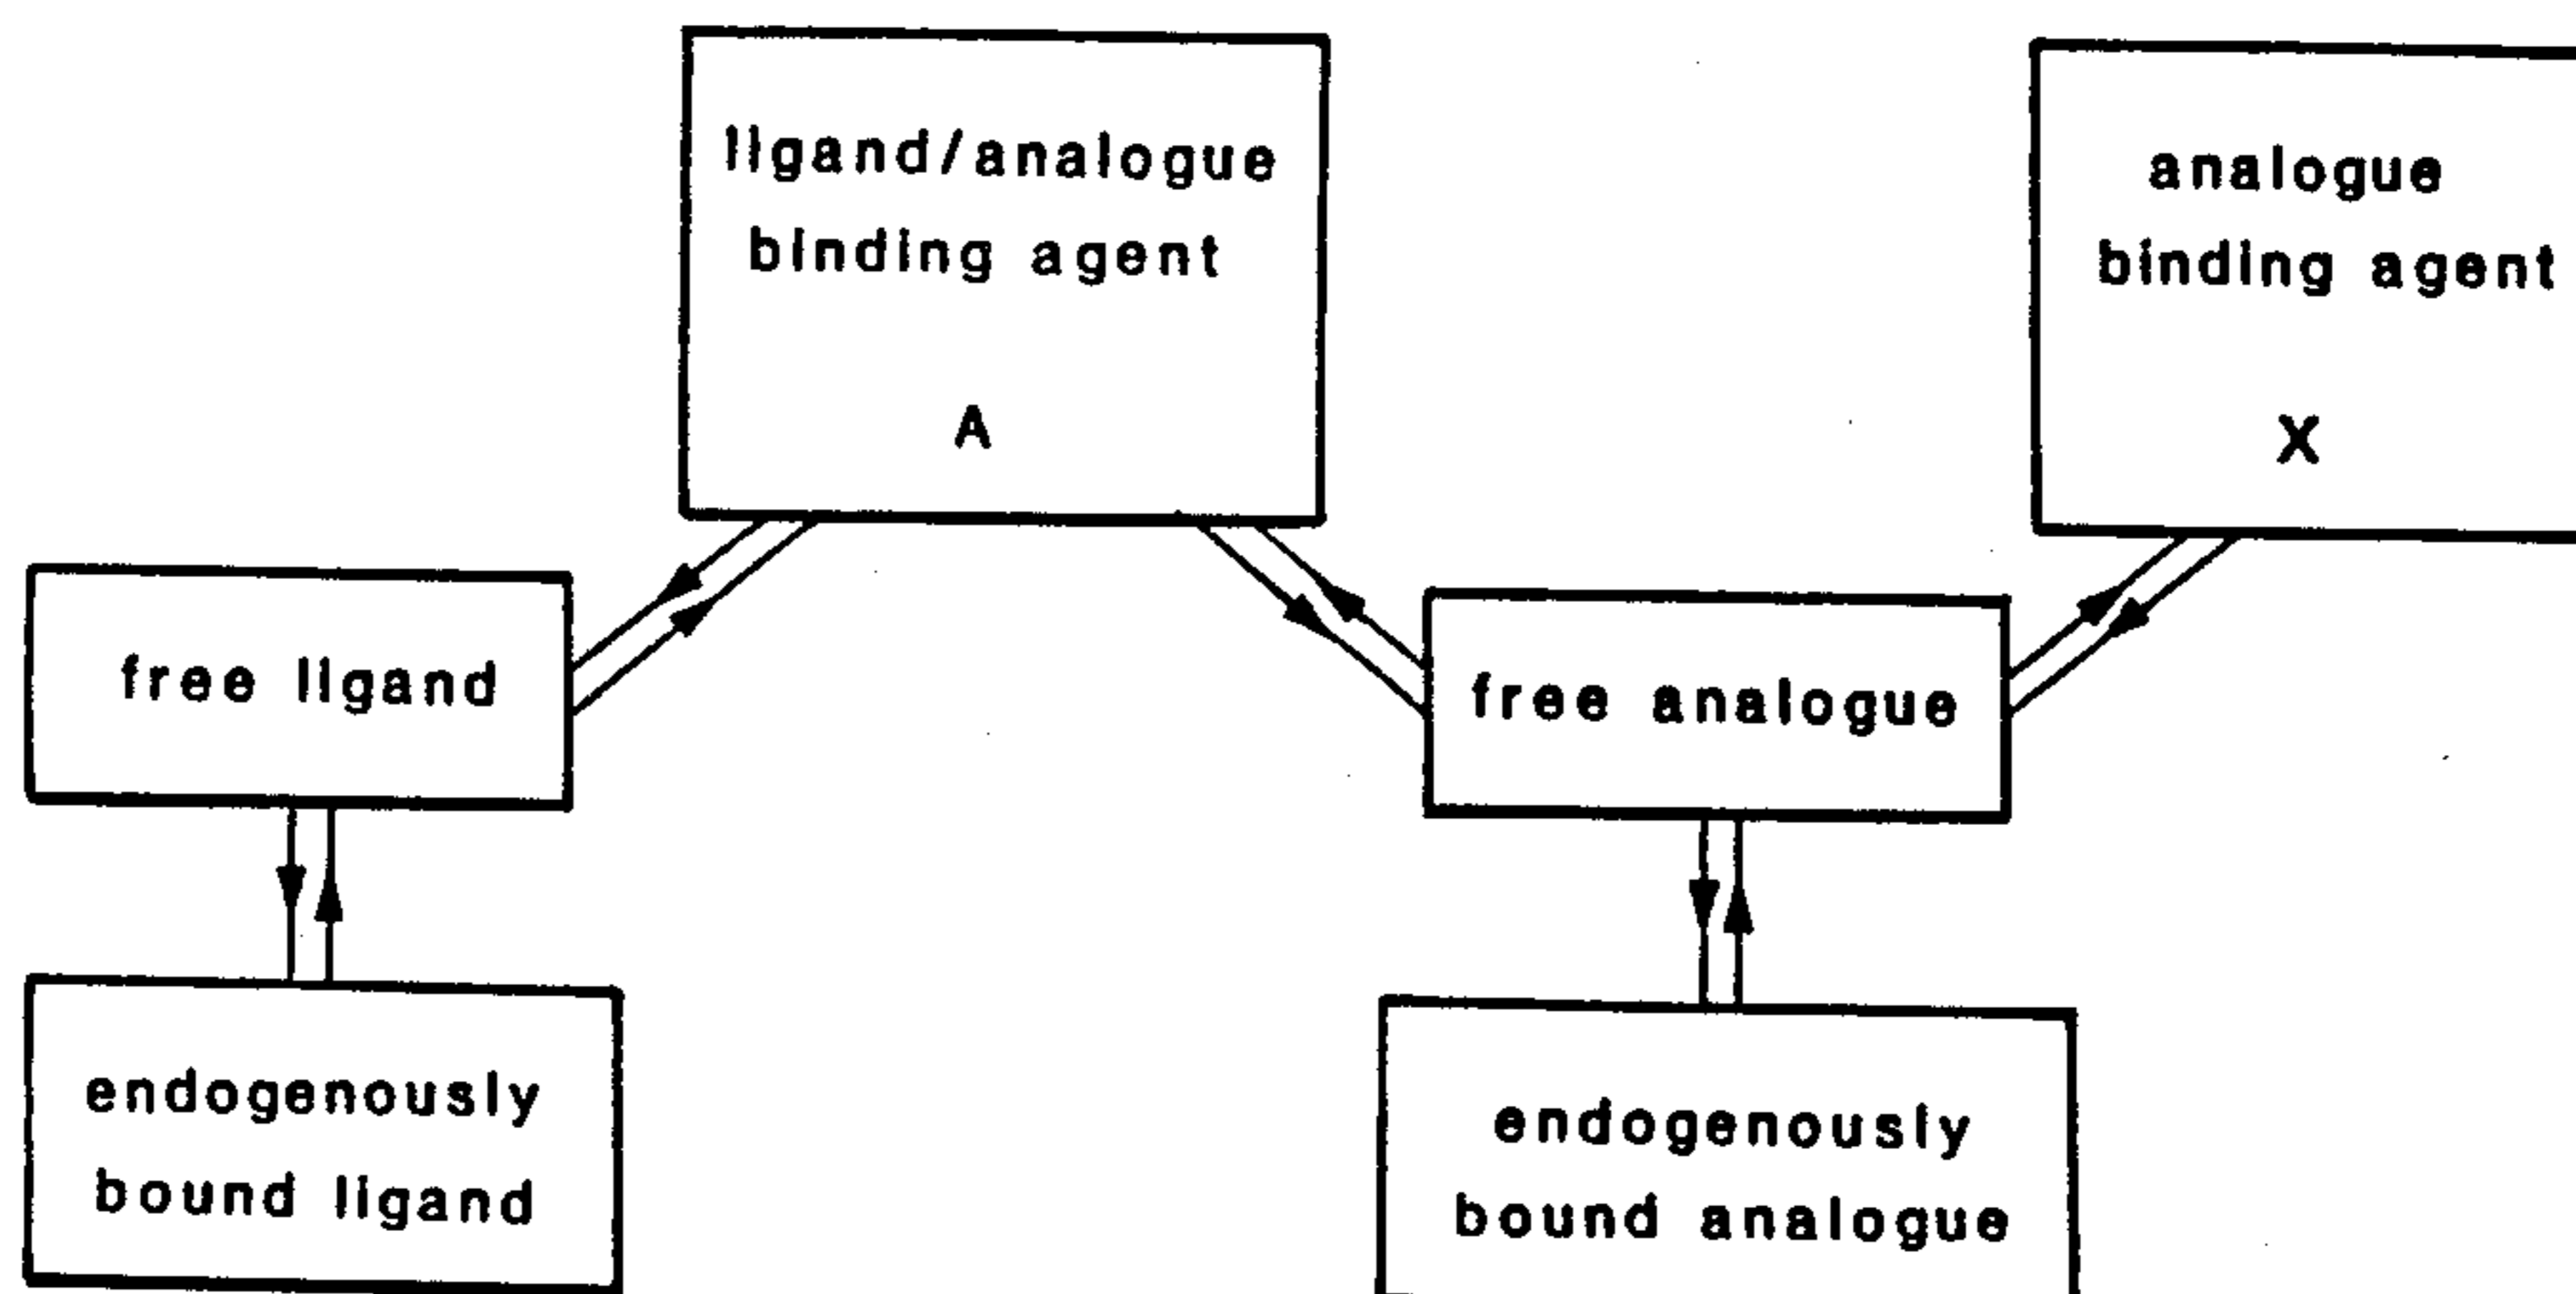 ligand/analogue
binding agent
A
analogue
binding agent
X
free ligand
free analogue
endogenously
bound ligand
endogenously
bound analogue